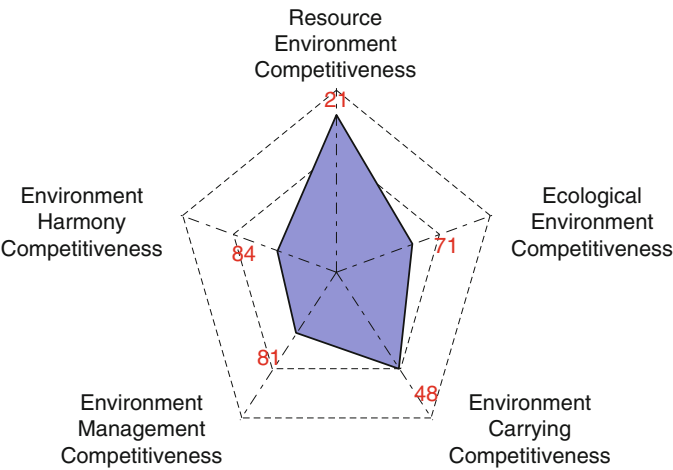 Resource
Environment
Competitiveness
21
Environment
Harmony
Competitiveness
84
Ecological
Environment
Competitiveness
71
81
48
Environment
Management
Competitiveness
Environment
Carrying
Competitiveness